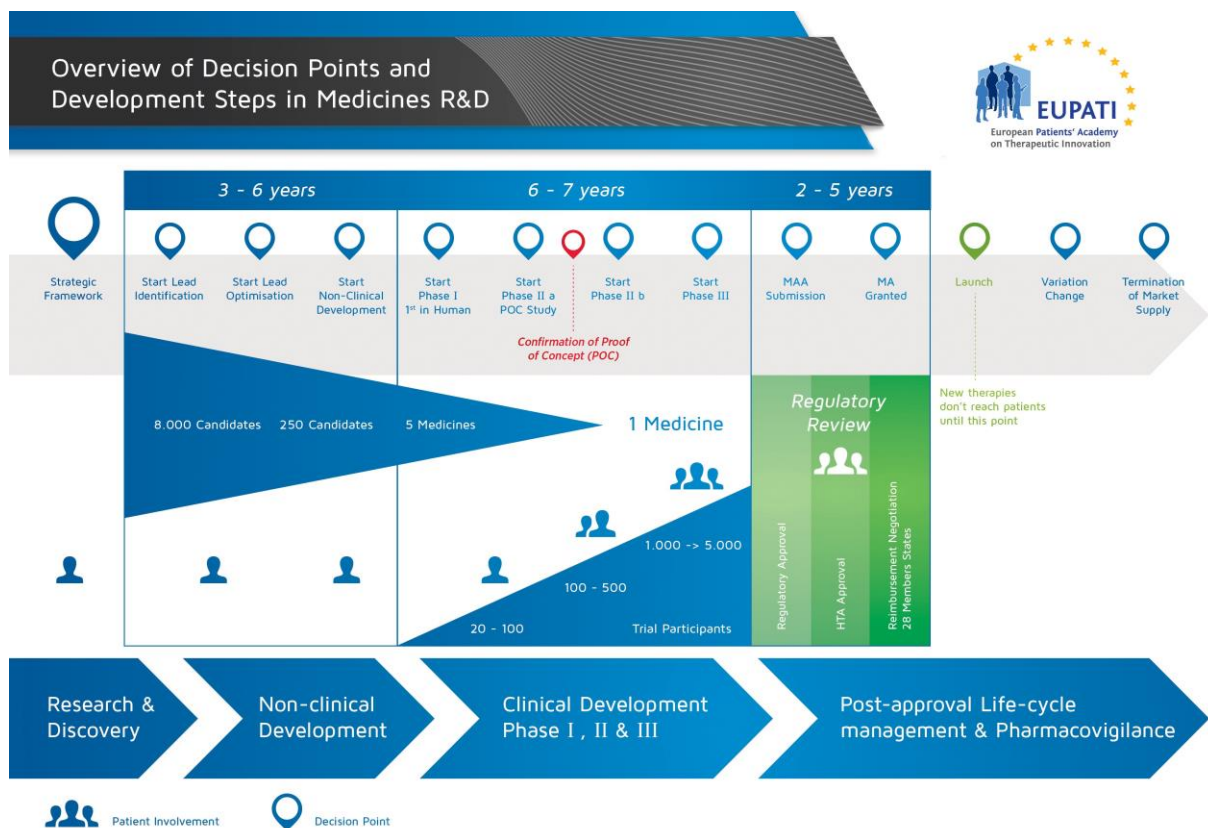 Overview of Decision Points and
Development Steps in Medicines R&D
EUPATI
European Patients' Academy
on Therapeutic Innovation
3 - 6 years
6 - 7 years
2 - 5 years
Strategic
Framework
Start Lead
Identification
Start Lead
Optimisation
Start
Non-Clinical
Development
Start
Phase I
1st in Human
Start
Phase II a
POC Study
Start
Phase II b
Start
Phase III
MAA
Submission
MA
Granted
Launch
Variation
Change
Termination
of Market
Supply
Confirmation of Proof
of Concept (POC)
8.000 Candidates
250 Candidates
5 Medicines
1 Medicine
Regulatory
Review
New therapies
don't reach patients
until this point
20 - 100
100 - 500
1.000 -> 5.000
Trial Participants
Regulatory Approval
HTA Approval
Reimbursement Negotiation
28 Members States
Research &
Discovery
Non-clinical
Development
Clinical Development
Phase I , II & III
Post-approval Life-cycle
management & Pharmacovigilance
Patient Involvement
Decision Point